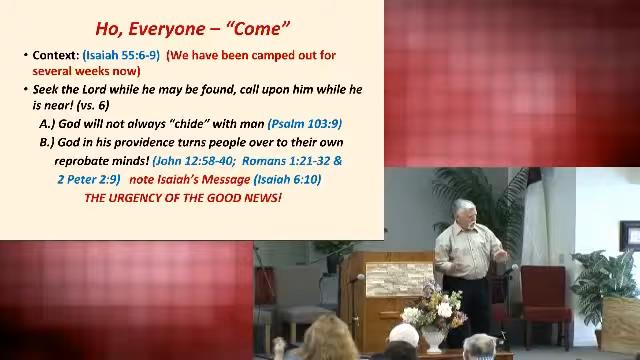 Ho, Everyone – “Come”
• Context: (Isaiah 55:6-9) (We have been camped out for
several weeks now)
• Seek the Lord while he may be found, call upon him while he
is near! (vs. 6)
A.) God will not always “chide” with man (Psalm 103:9)
B.) God in his providence turns people over to their own
reprobate minds! (John 12:58-40; Romans 1:21-32 &
2 Peter 2:9) note Isaiah’s Message (Isaiah 6:10)
THE URGENCY OF THE GOOD NEWS!